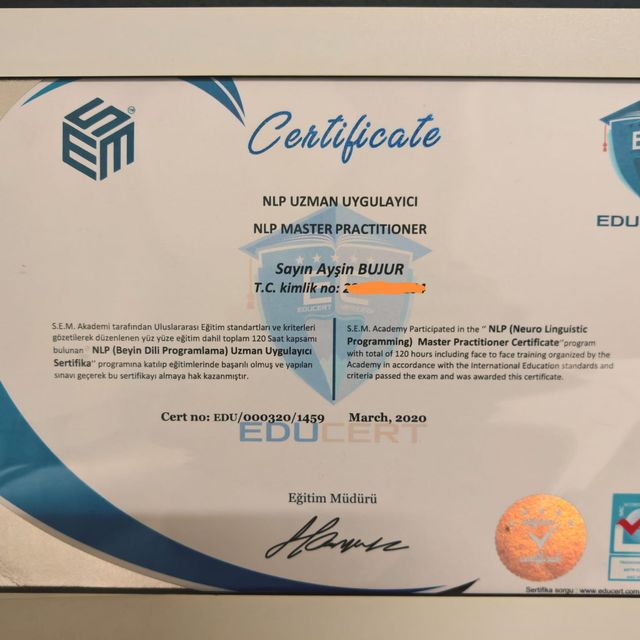 SEM
TM
Certificate
NLP UZMAN UYGULAYICI
NLP MASTER PRACTITIONER
Sayın Ayşin BUJUR
T.C. kimlik no:
EDU
S.E.M. Akademi tarafından Uluslararası Eğitim standartları ve kriterleri
gözetilerek düzenlenen yüz yüze eğitim dahil toplam 120 Saat kapsamı
bulunan " NLP (Beyin Dili Programlama) Uzman Uygulayıcı
Sertifika" programına katılıp eğitimlerinde başarılı olmuş ve yapılan
sınavı geçerek bu sertifikayı almaya hak kazanmıştır.
S.E.M. Academy Participated in the " NLP (Neuro Linguistic
Programming) Master Practitioner Certificate"program
with total of 120 hours including face to face training organized by the
Academy in accordance with the International Education standards and
criteria passed the exam and was awarded this certificate.
Cert no: EDU/000320/1459 March, 2020
EDUCERT
Eğitim Müdürü
Sertifika sorgu : www.educert.com